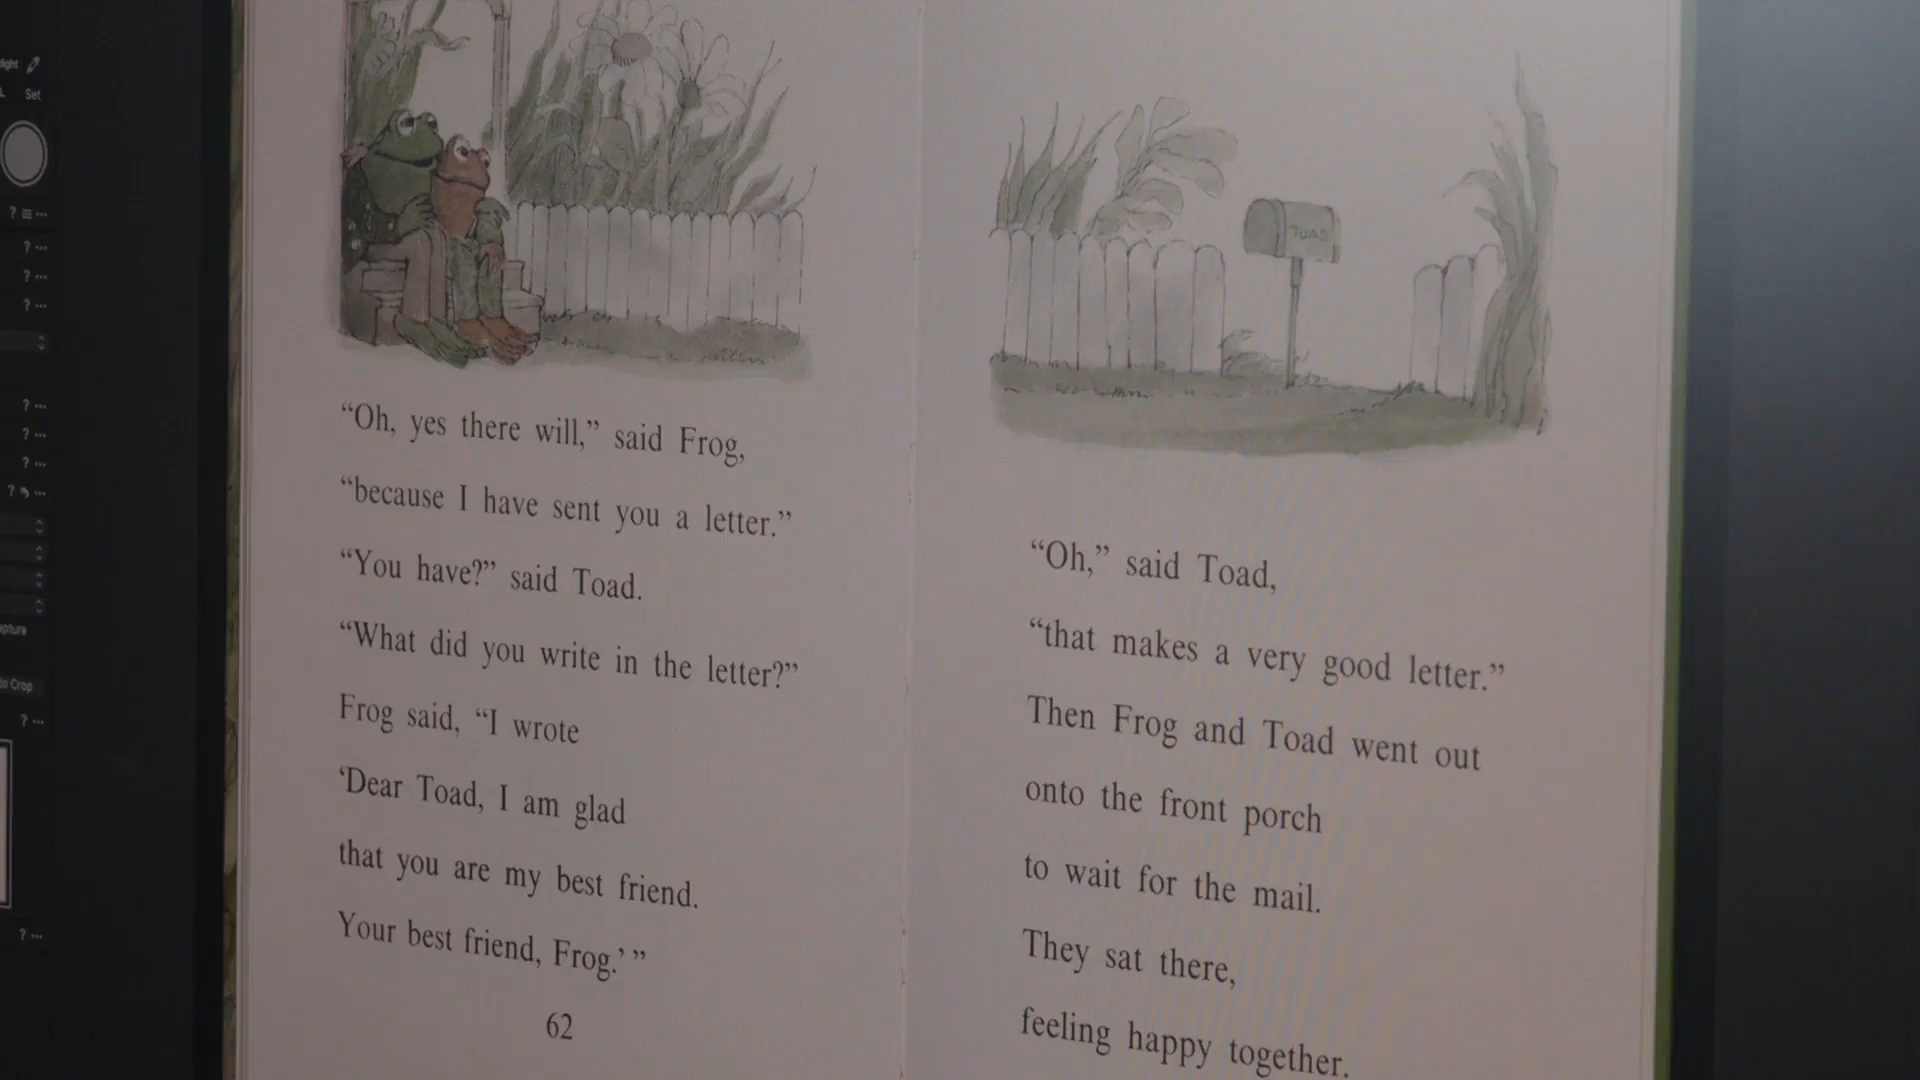 Set
? ...
? ...
? ...
? ...
? ...
? ...
? ...
? ...
? ...
? ...
TOAD
“Oh, yes there will,” said Frog,
“because I have sent you a letter.”
“You have?” said Toad.
“What did you write in the letter?”
Frog said, “I wrote
‘Dear Toad, I am glad
that you are my best friend.
Your best friend, Frog.’ ”
62
“Oh,” said Toad,
“that makes a very good letter.”
Then Frog and Toad went out
onto the front porch
to wait for the mail.
They sat there,
feeling happy together.